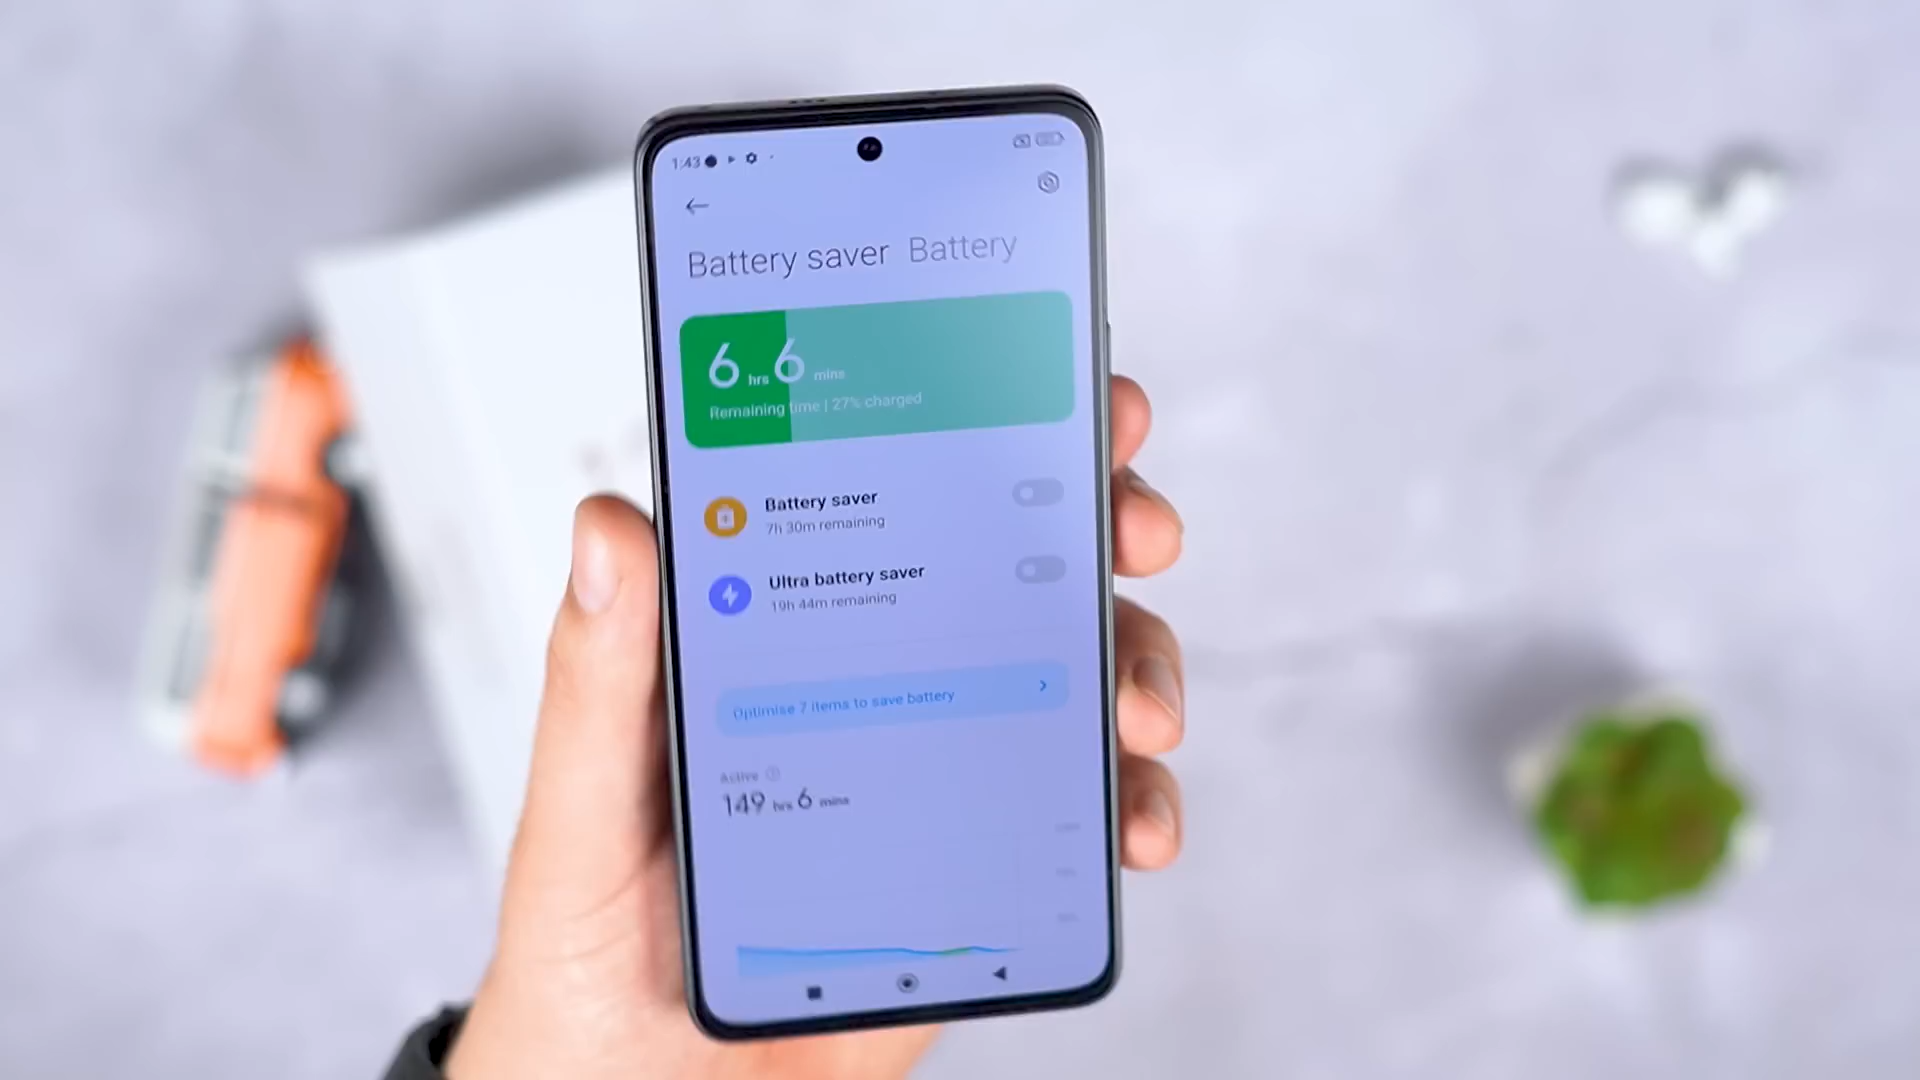 1:43
Battery saver Battery
6 hrs 6 mins
Remaining time | 27% charged
Battery saver
7h 30m remaining
Ultra battery saver
19h 44m remaining
Optimise 7 items to save battery
Active
149 hrs 6 mins